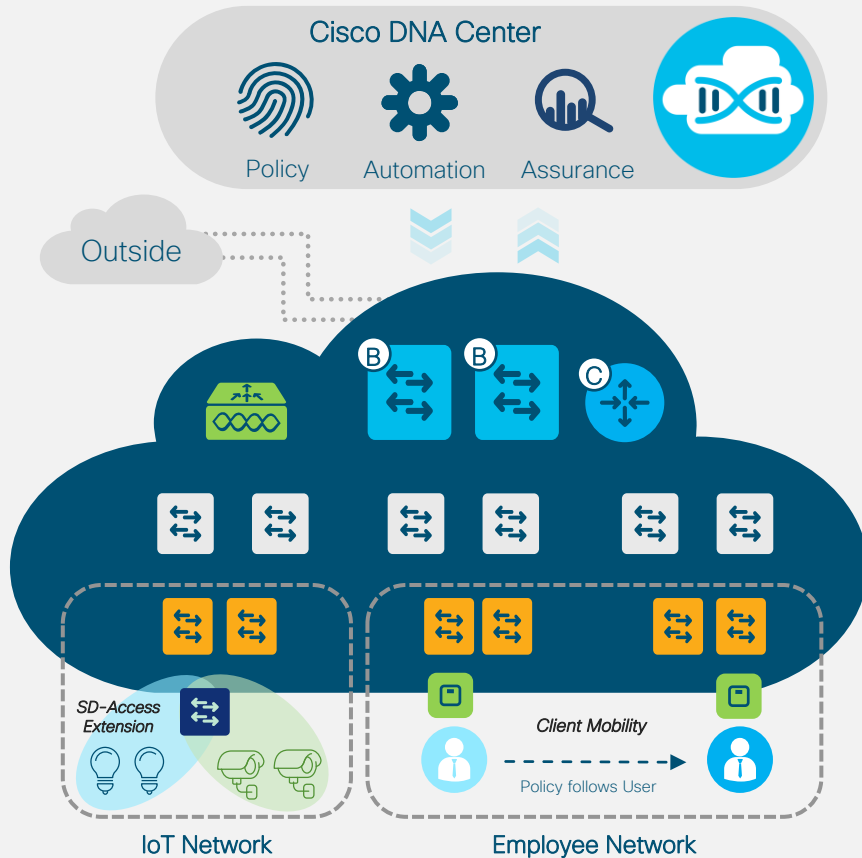 Cisco DNA Center
Policy
Automation
Assurance
Outside
B
B
C
SD-Access
Extension
Client Mobility
Policy follows User
IoT Network
Employee Network